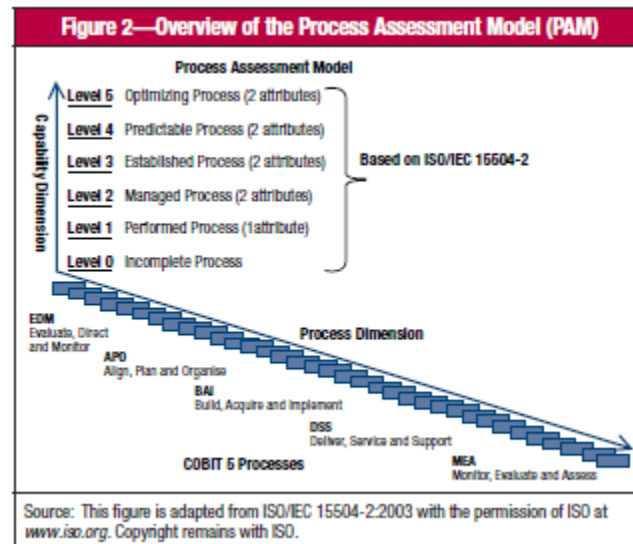 Figure 2—Overview of the Process Assessment Model (PAM)
Process Assessment Model
Level 5 Optimizing Process (2 attributes)
Level 4 Predictable Process (2 attributes)
Level 3 Established Process (2 attributes)
Level 2 Managed Process (2 attributes)
Level 1 Performed Process (1attribute)
Level 0 Incomplete Process
Based on ISO/IEC 15504-2
Capability Dimension
Process Dimension
EDM
Evaluate, Direct
and Monitor
APO
Align, Plan and Organise
BAI
Build, Acquire and Implement
DSS
Deliver, Service and Support
MEA
Monitor, Evaluate and Assess
COBIT 5 Processes
Source: This figure is adapted from ISO/IEC 15504-2:2003 with the permission of ISO at
www.iso.org. Copyright remains with ISO.